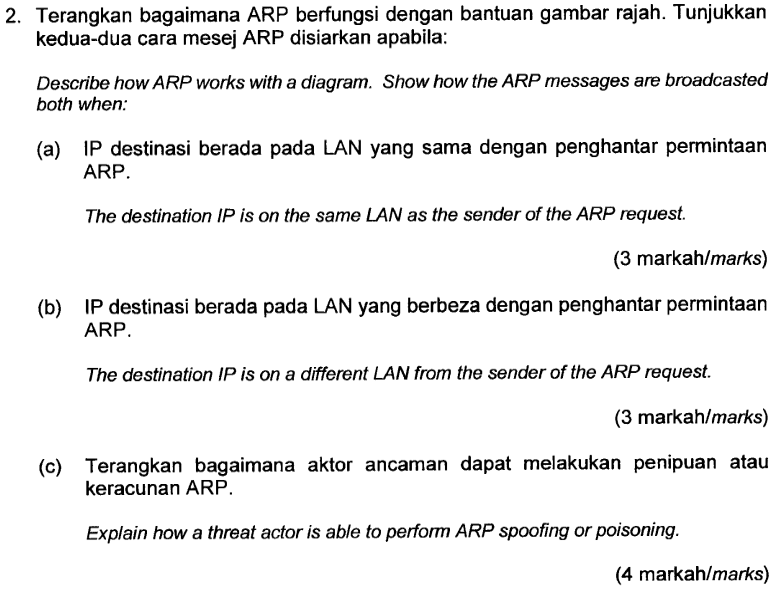 2. Terangkan bagaimana ARP berfungsi dengan bantuan gambar rajah. Tunjukkan
kedua-dua cara mesej ARP disiarkan apabila:
Describe how ARP works with a diagram. Show how the ARP messages are broadcasted
both when:
(a) IP destinasi berada pada LAN yang sama dengan penghantar permintaan
ARP.
The destination IP is on the same LAN as the sender of the ARP request.
(3 markah/marks)
(b) IP destinasi berada pada LAN yang berbeza dengan penghantar permintaan
ARP.
The destination IP is on a different LAN from the sender of the ARP request.
(3 markah/marks)
(c) Terangkan bagaimana aktor ancaman dapat melakukan penipuan atau
keracunan ARP.
Explain how a threat actor is able to perform ARP spoofing or poisoning.
(4 markah/marks)